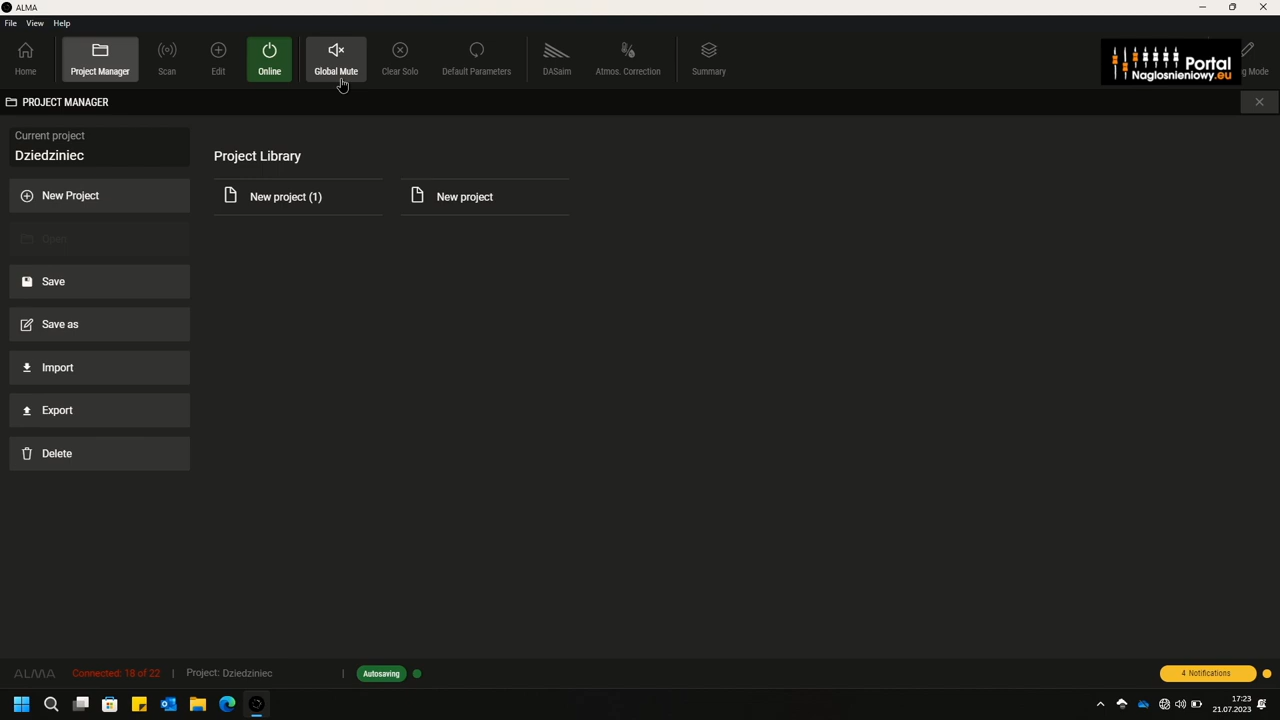 ALMA
File View Help
Home Project Manager Scan Edit Online Global Mute Clear Solo Default Parameters DASaim Atmos. Correction Summary
Portal
Naglosnieniowy.eu
g Mode
PROJECT MANAGER
Current project
Dziedziniec
Project Library
New Project
New project (1) New project
Open
Save
Save as
Import
Export
Delete
ALMA Connected: 18 of 22 | Project: Dziedziniec | Autosaving 4 Notifications
17:23
21.07.2023